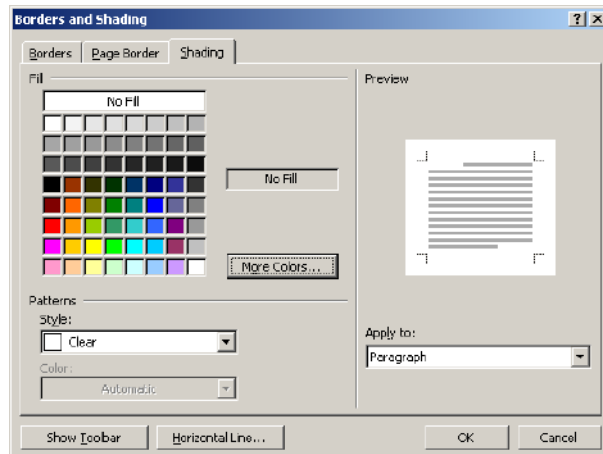 Borders and Shading
Borders
Page Border
Shading
Fill
No Fill
No Fill
More Colors...
Patterns
Style:
Clear
Color:
Automatic
Preview
Apply to:
Paragraph
Show Toolbar
Horizontal Line...
OK
Cancel